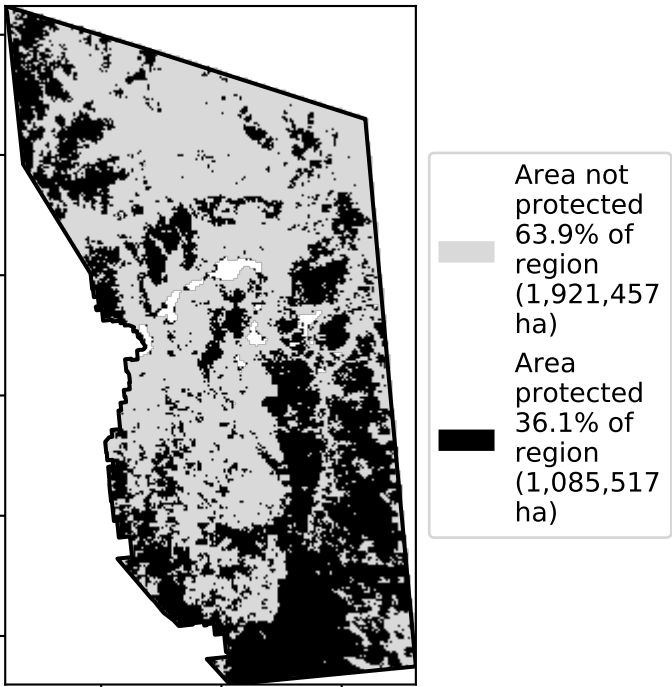 Area not
protected
63.9% of
region
(1,921,457
ha)
Area
protected
36.1% of
region
(1,085,517
ha)